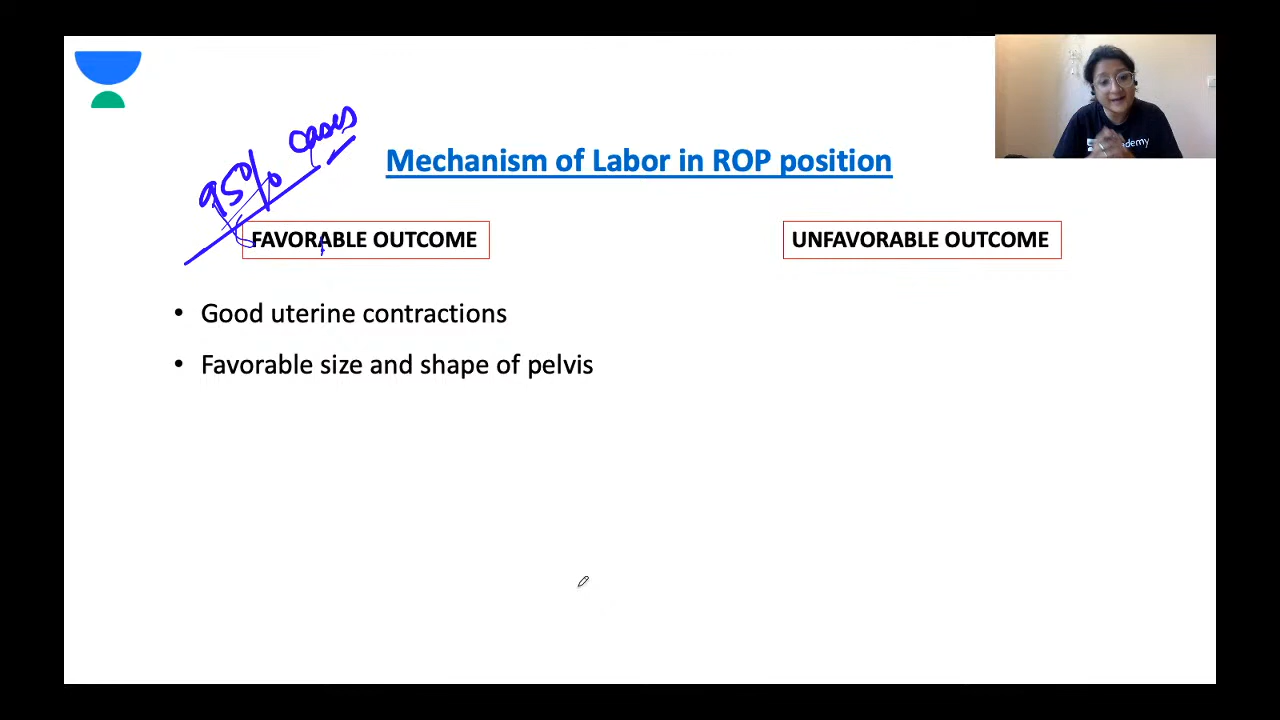 95% cases
Mechanism of Labor in ROP position
FAVORABLE OUTCOME
UNFAVORABLE OUTCOME
• Good uterine contractions
• Favorable size and shape of pelvis